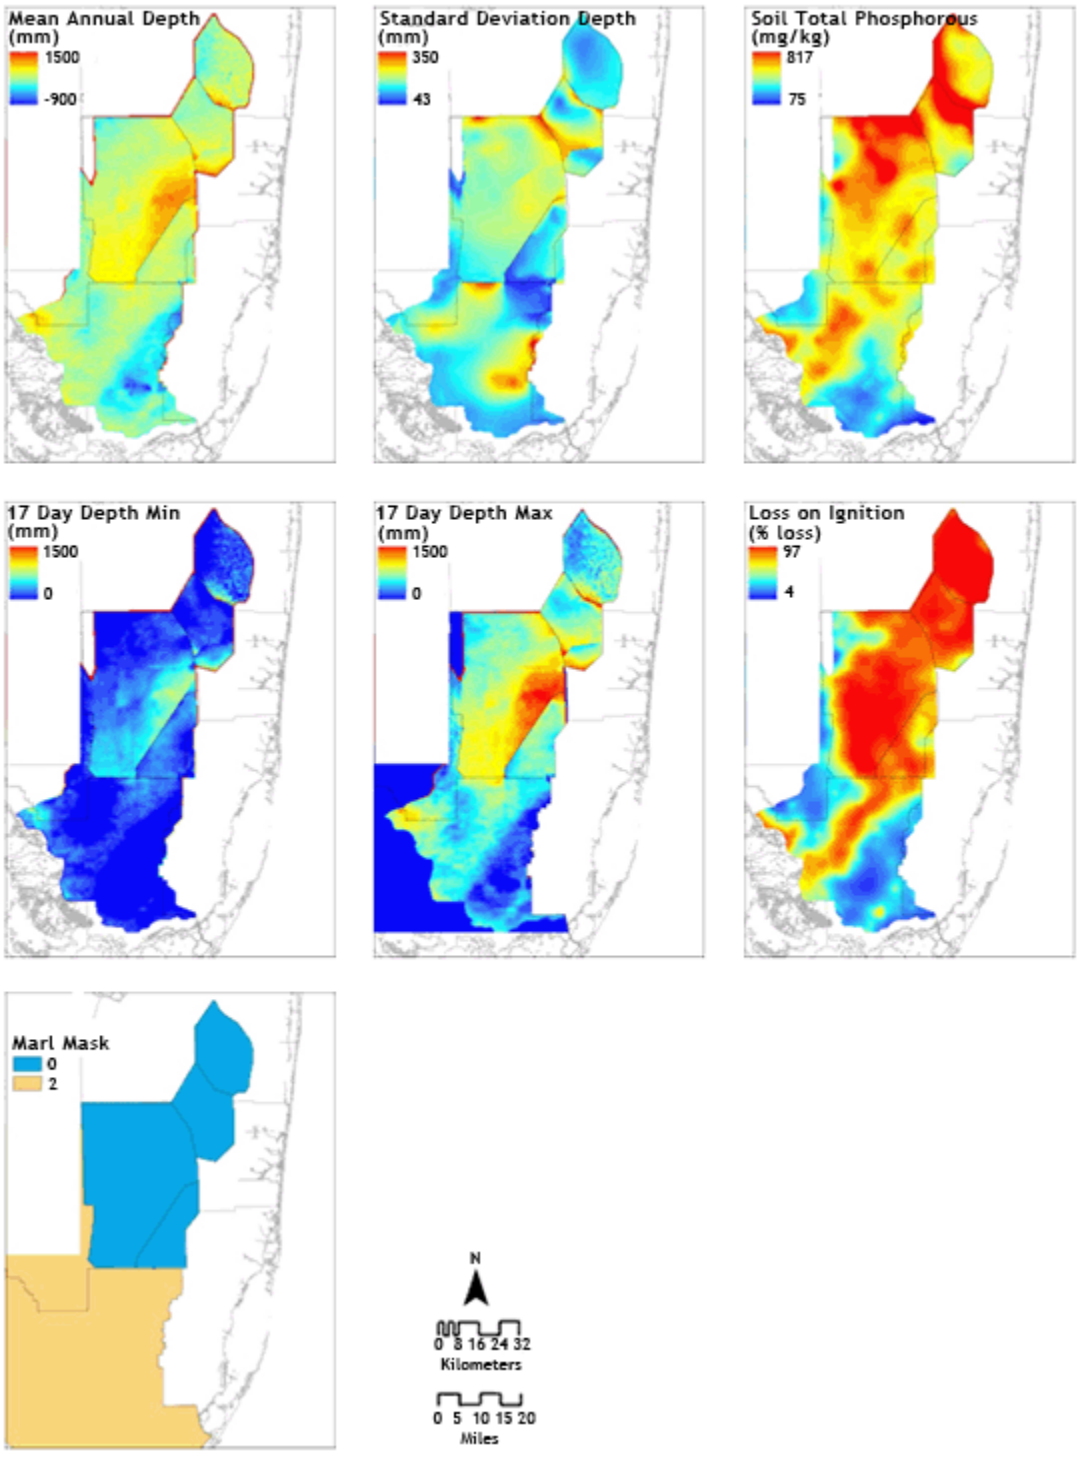 Mean Annual Depth
(mm)
1500
-900
Standard Deviation Depth
(mm)
350
43
Soil Total Phosphorous
(mg/kg)
817
75
17 Day Depth Min
(mm)
1500
0
17 Day Depth Max
(mm)
1500
0
Loss on Ignition
(% loss)
97
4
Marl Mask
0
2
N
0 8 16 24 32
Kilometers
0 5 10 15 20
Miles